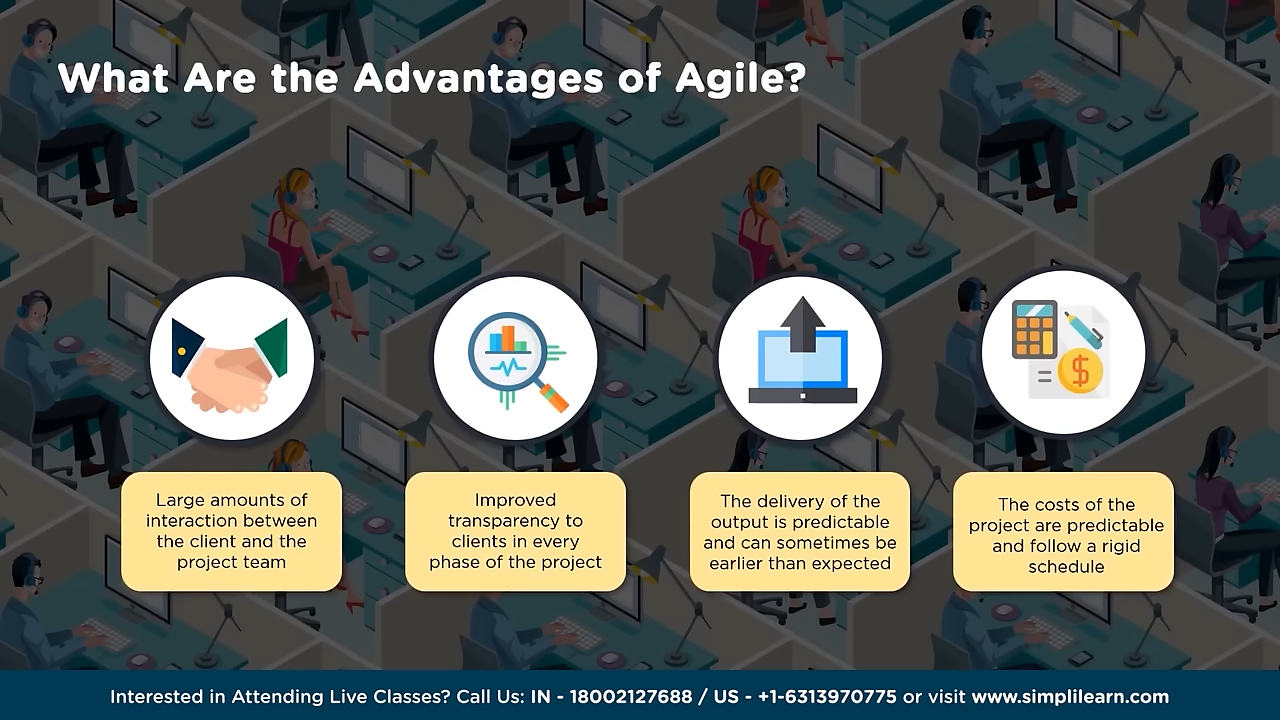 What Are the Advantages of Agile?
Large amounts of
interaction between
the client and the
project team
Improved
transparency to
clients in every
phase of the project
The delivery of the
output is predictable
and can sometimes be
earlier than expected
The costs of the
project are predictable
and follow a rigid
schedule
Interested in Attending Live Classes? Call Us: IN - 18002127688 / US - +1-6313970775 or visit www.simplilearn.com